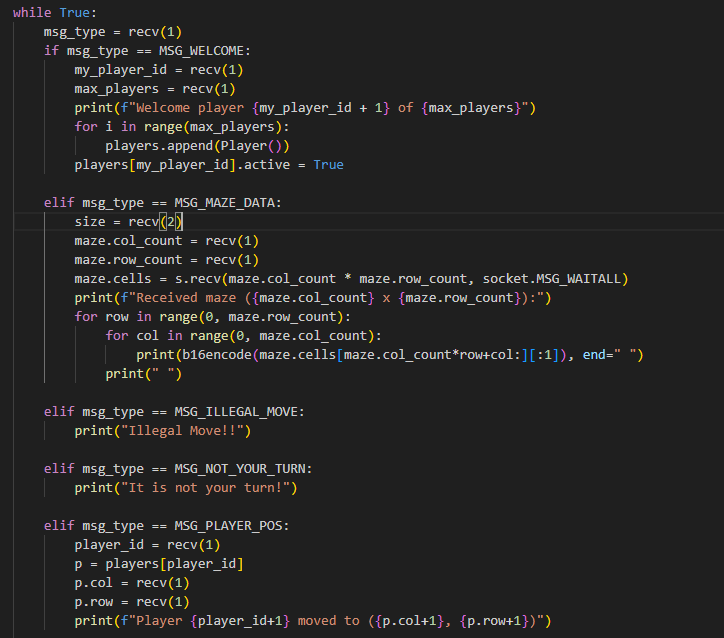 while True:
    msg_type = recv(1)
    if msg_type == MSG_WELCOME:
        my_player_id = recv(1)
        max_players = recv(1)
        print(f"Welcome player {my_player_id + 1} of {max_players}")
        for i in range(max_players):
            players.append(Player())
        players[my_player_id].active = True

    elif msg_type == MSG_MAZE_DATA:
        size = recv(2)
        maze.col_count = recv(1)
        maze.row_count = recv(1)
        maze.cells = s.recv(maze.col_count * maze.row_count, socket.MSG_WAITALL)
        print(f"Received maze ({maze.col_count} x {maze.row_count}):")
        for row in range(0, maze.row_count):
            for col in range(0, maze.col_count):
                print(b16encode(maze.cells[maze.col_count*row+col:][:1]), end=" ")
            print(" ")

    elif msg_type == MSG_ILLEGAL_MOVE:
        print("Illegal Move!!")

    elif msg_type == MSG_NOT_YOUR_TURN:
        print("It is not your turn!")

    elif msg_type == MSG_PLAYER_POS:
        player_id = recv(1)
        p = players[player_id]
        p.col = recv(1)
        p.row = recv(1)
        print(f"Player {player_id+1} moved to ({p.col+1}, {p.row+1})")